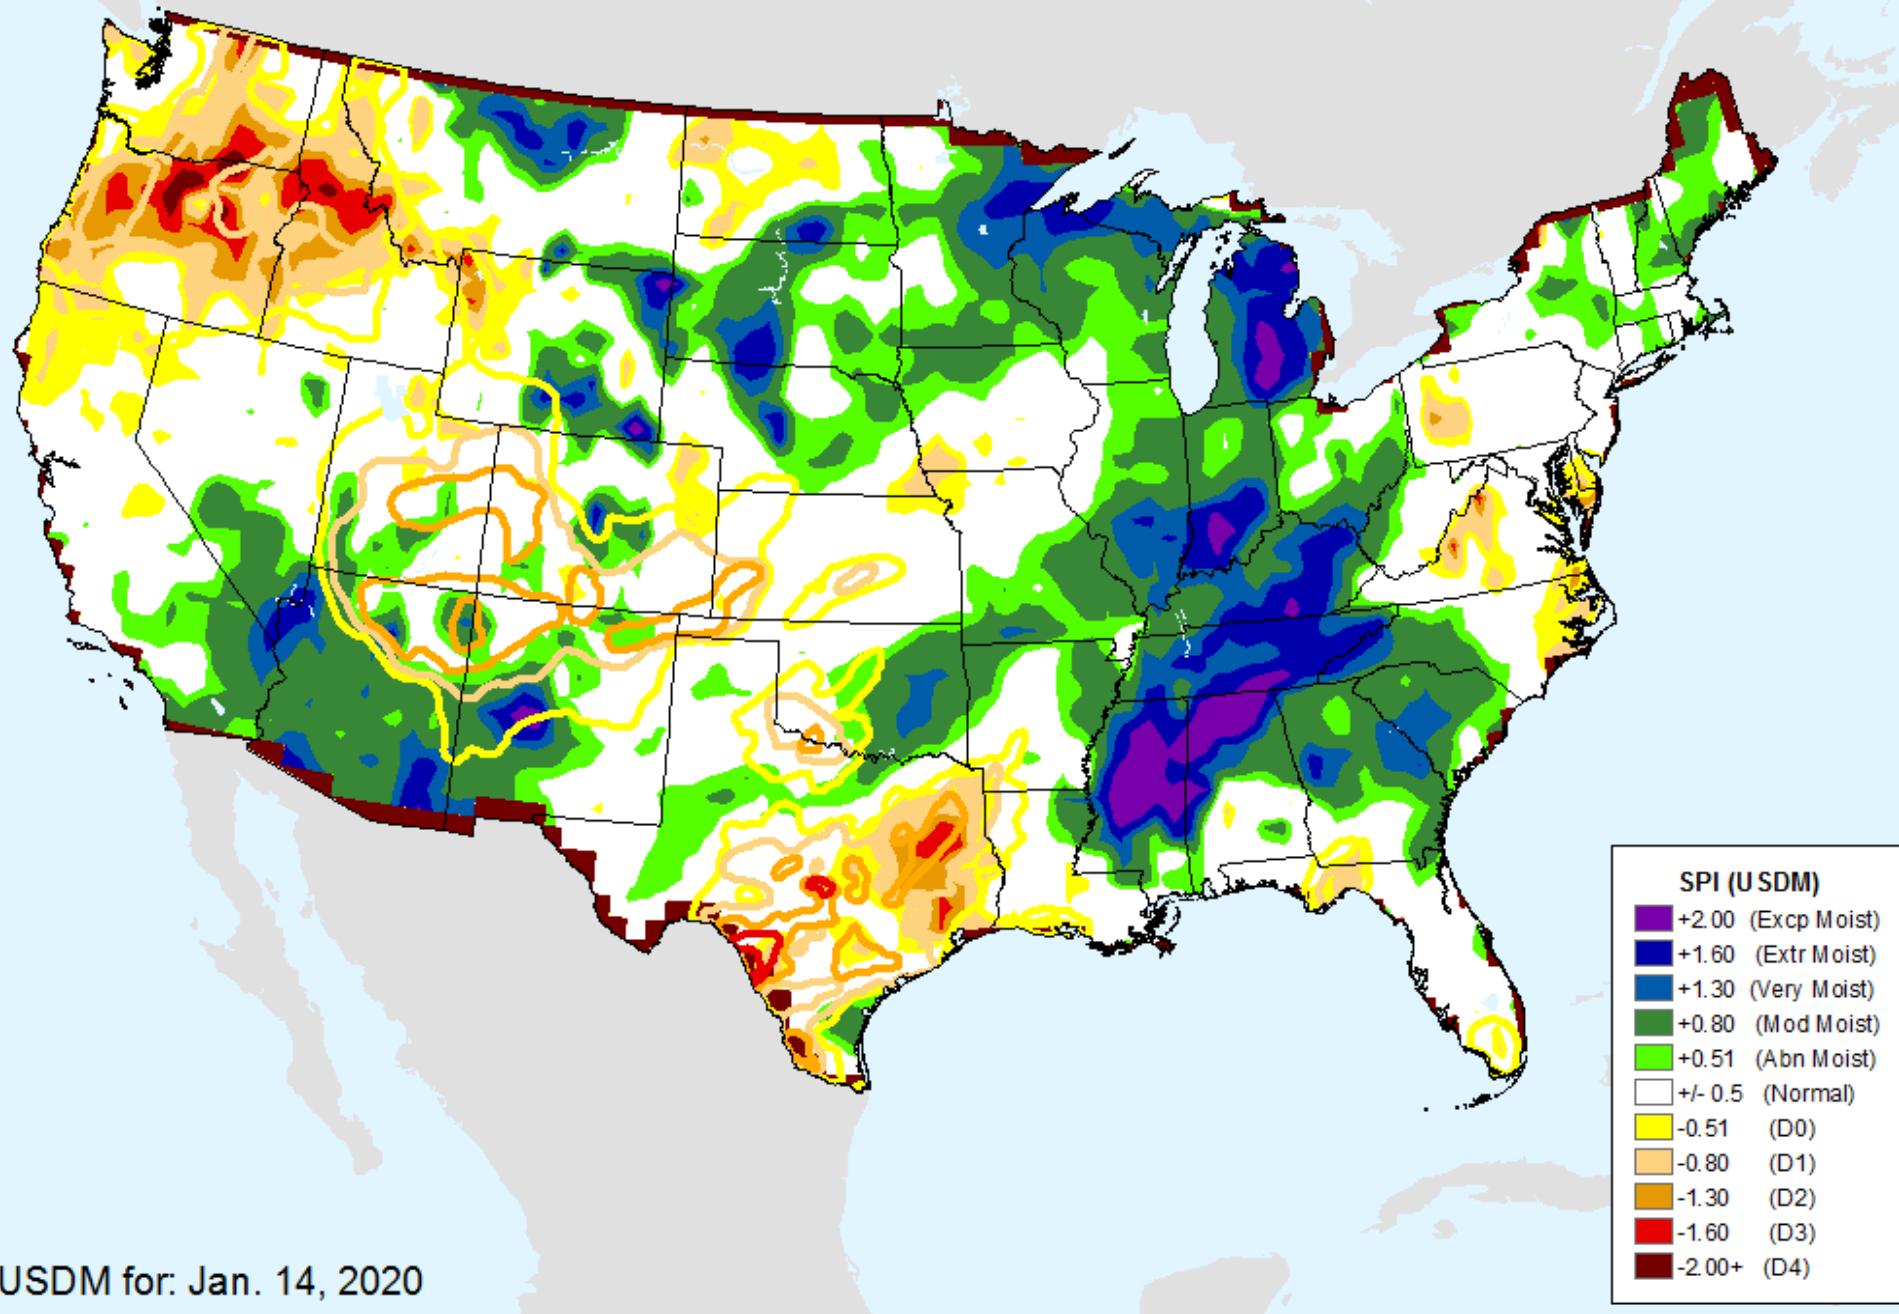 SPI (USDM)
+2.00 (Excp Moist)
+1.60 (Extr Moist)
+1.30 (Very Moist)
+0.80 (Mod Moist)
+0.51 (Abn Moist)
+/- 0.5 (Normal)
-0.51 (D0)
-0.80 (D1)
-1.30 (D2)
-1.60 (D3)
-2.00+ (D4)
USDM for: Jan. 14, 2020